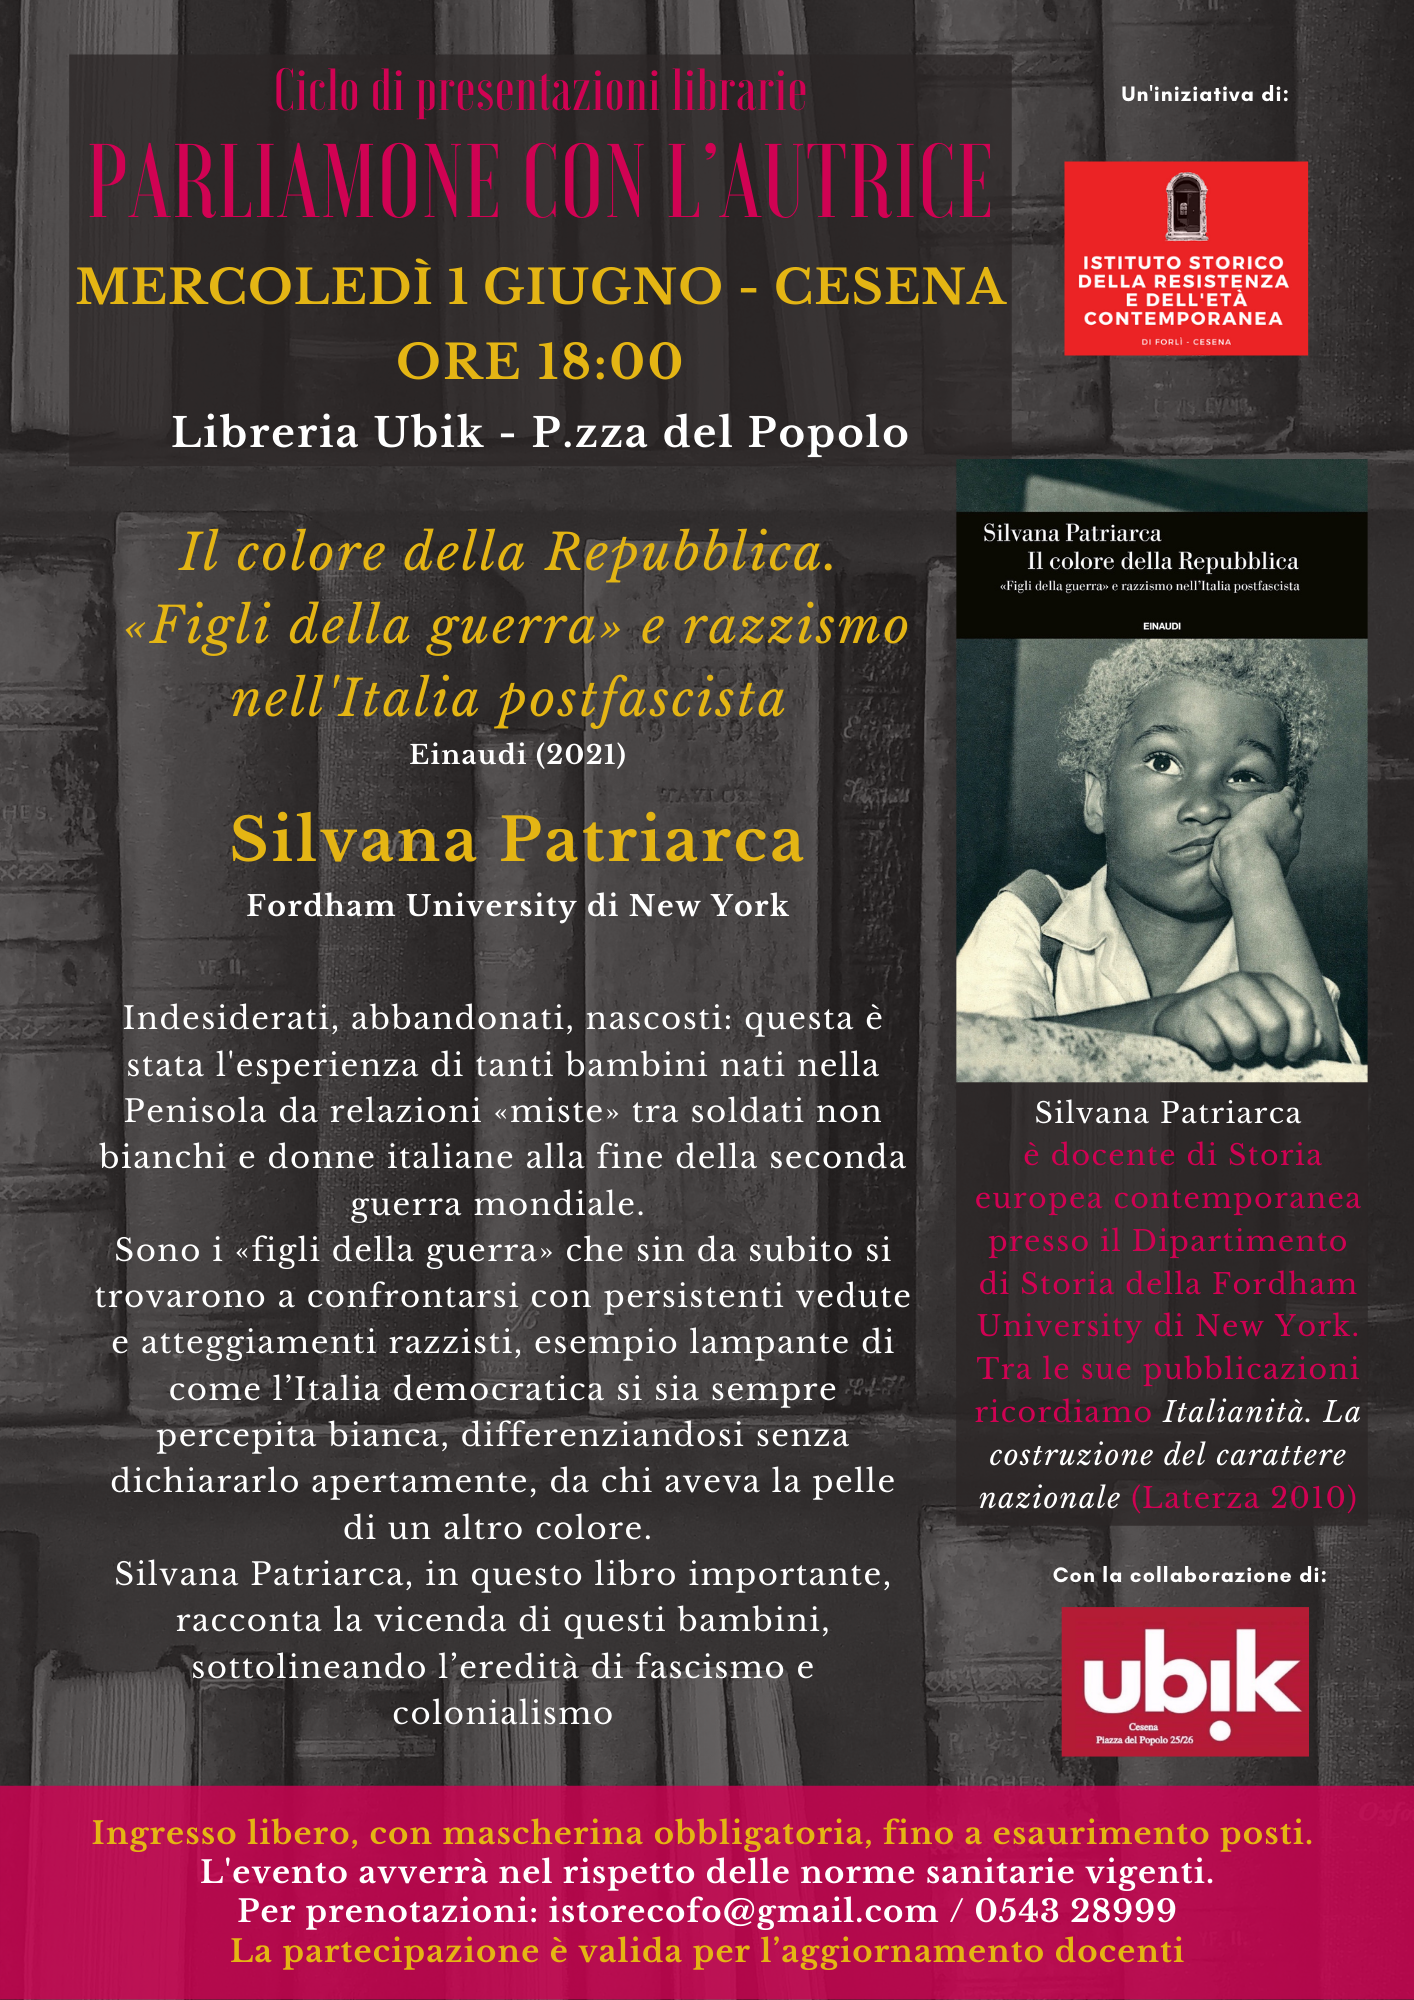 Ciclo di presentazioni librarie
PARLIAMONE CON L'AUTRICE
MERCOLEDÌ 1 GIUGNO - CESENA
ORE 18:00
Libreria Ubik - P.zza del Popolo
Un'iniziativa di:
ISTITUTO STORICO
DELLA RESISTENZA
E DELL'ETÀ
CONTEMPORANEA
DI FORLÌ - CESENA
Il colore della Repubblica.
«Figli della guerra» e razzismo
nell'Italia postfascista
Einaudi (2021)
Silvana Patriarca
Fordham University di New York
Silvana Patriarca
Il colore della Repubblica
«Figli della guerra» e razzismo nell'Italia postfascista
EINAUDI
Indesiderati, abbandonati, nascosti: questa è
stata l'esperienza di tanti bambini nati nella
Penisola da relazioni «miste» tra soldati non
bianchi e donne italiane alla fine della seconda
guerra mondiale.
Sono i «figli della guerra» che sin da subito si
trovarono a confrontarsi con persistenti vedute
e atteggiamenti razzisti, esempio lampante di
come l’Italia democratica si sia sempre
percepita bianca, differenziandosi senza
dichiararlo apertamente, da chi aveva la pelle
di un altro colore.
Silvana Patriarca, in questo libro importante,
racconta la vicenda di questi bambini,
sottolineando l’eredità di fascismo e
colonialismo
Silvana Patriarca
è docente di Storia
europea contemporanea
presso il Dipartimento
di Storia della Fordham
University di New York.
Tra le sue pubblicazioni
ricordiamo Italianità. La
costruzione del carattere
nazionale (Laterza 2010)
Con la collaborazione di:
ubik
Cesena
Piazza del Popolo 25/26
Ingresso libero, con mascherina obbligatoria, fino a esaurimento posti.
L'evento avverrà nel rispetto delle norme sanitarie vigenti.
Per prenotazioni: istorecofo@gmail.com / 0543 28999
La partecipazione è valida per l’aggiornamento docenti